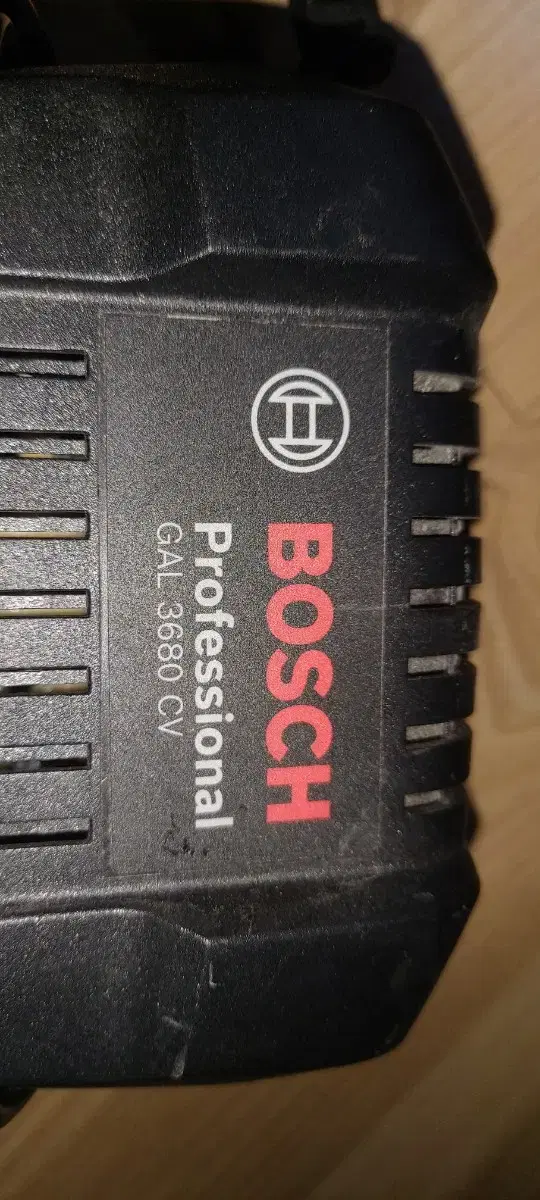 BOSCH
Professional
GAL 3680 CV